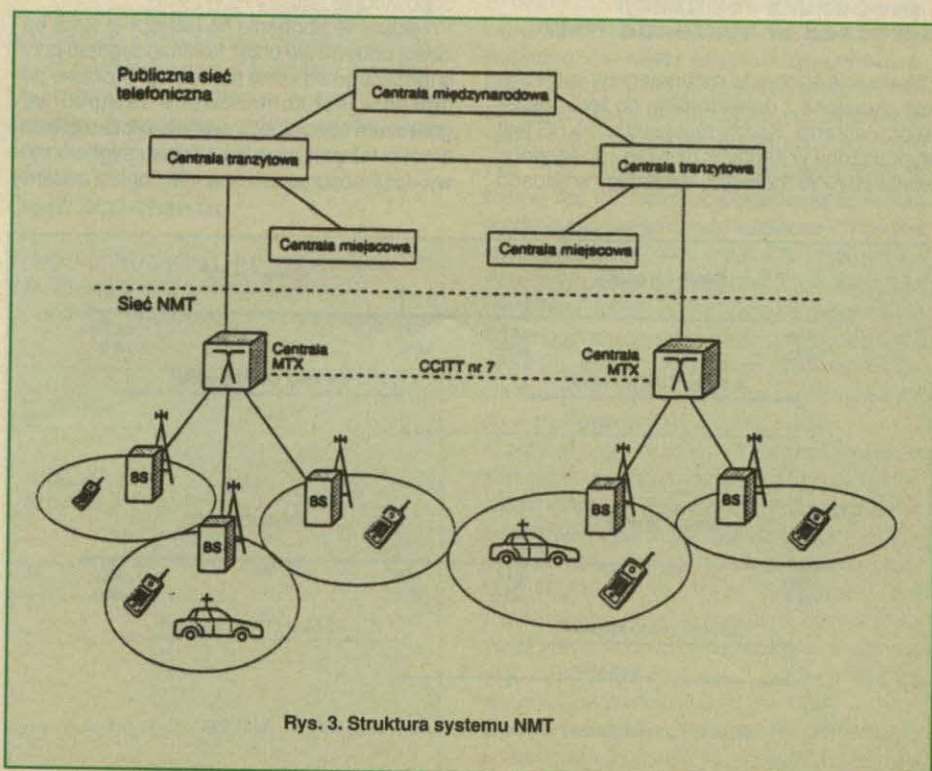 Publiczna sieć
telefoniczna
Centrala międzynarodowa
Centrala tranzytowa
Centrala tranzytowa
Centrala miejscowa
Centrala miejscowa
Sieć NMT
Centrala
MTX
CCITT nr 7
Centrala
MTX
BS
BS
BS
BS
BS
Rys. 3. Struktura systemu NMT